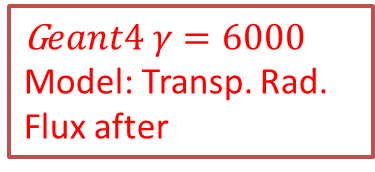 Geant4 γ = 6000
Model: Transp. Rad.
Flux after